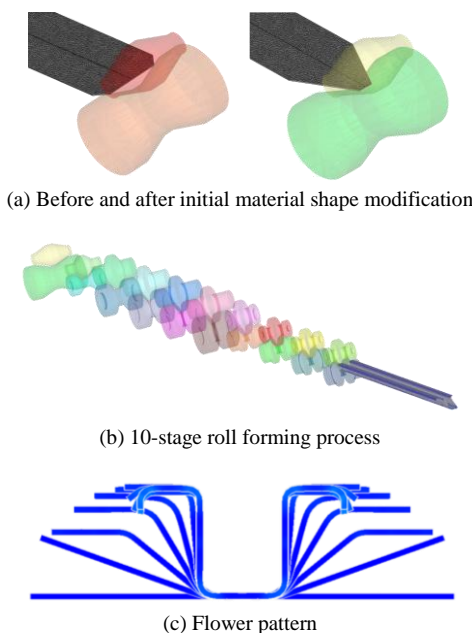 (a) Before and after initial material shape modification
(b) 10-stage roll forming process
(c) Flower pattern